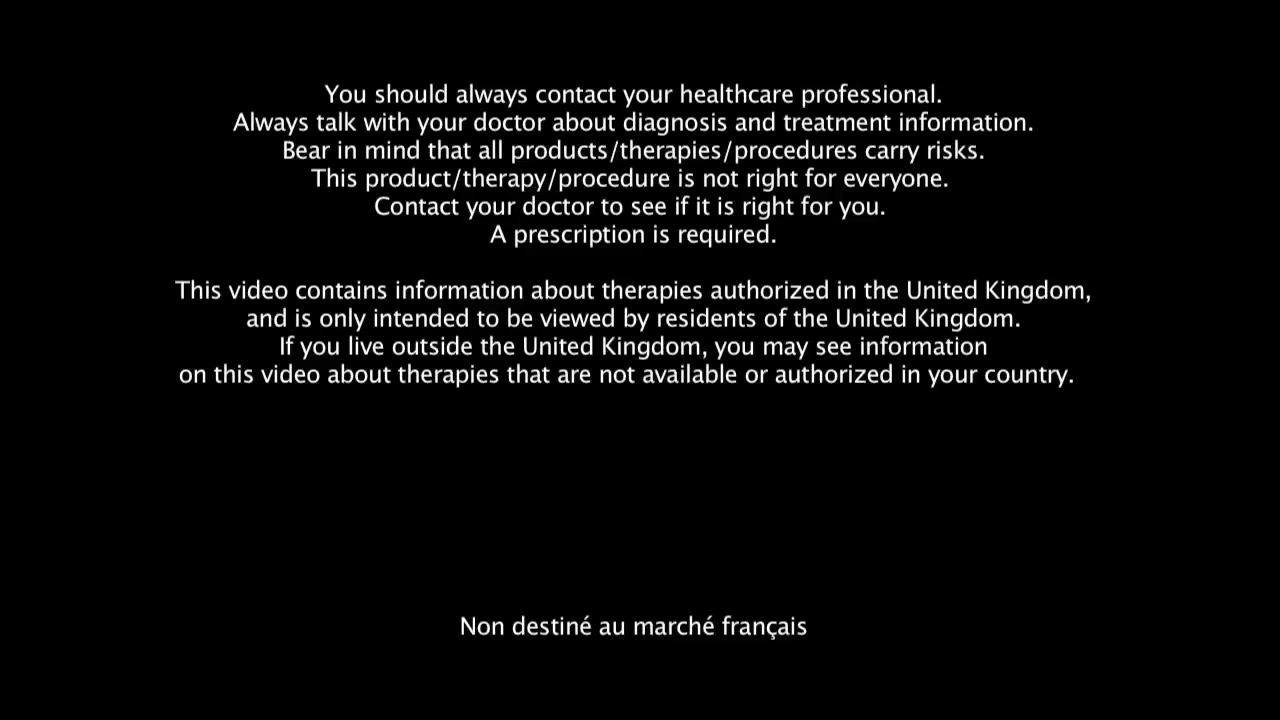 You should always contact your healthcare professional.
Always talk with your doctor about diagnosis and treatment information.
Bear in mind that all products/therapies/procedures carry risks.
This product/therapy/procedure is not right for everyone.
Contact your doctor to see if it is right for you.
A prescription is required.
This video contains information about therapies authorized in the United Kingdom,
and is only intended to be viewed by residents of the United Kingdom.
If you live outside the United Kingdom, you may see information
on this video about therapies that are not available or authorized in your country.
Non destiné au marché français